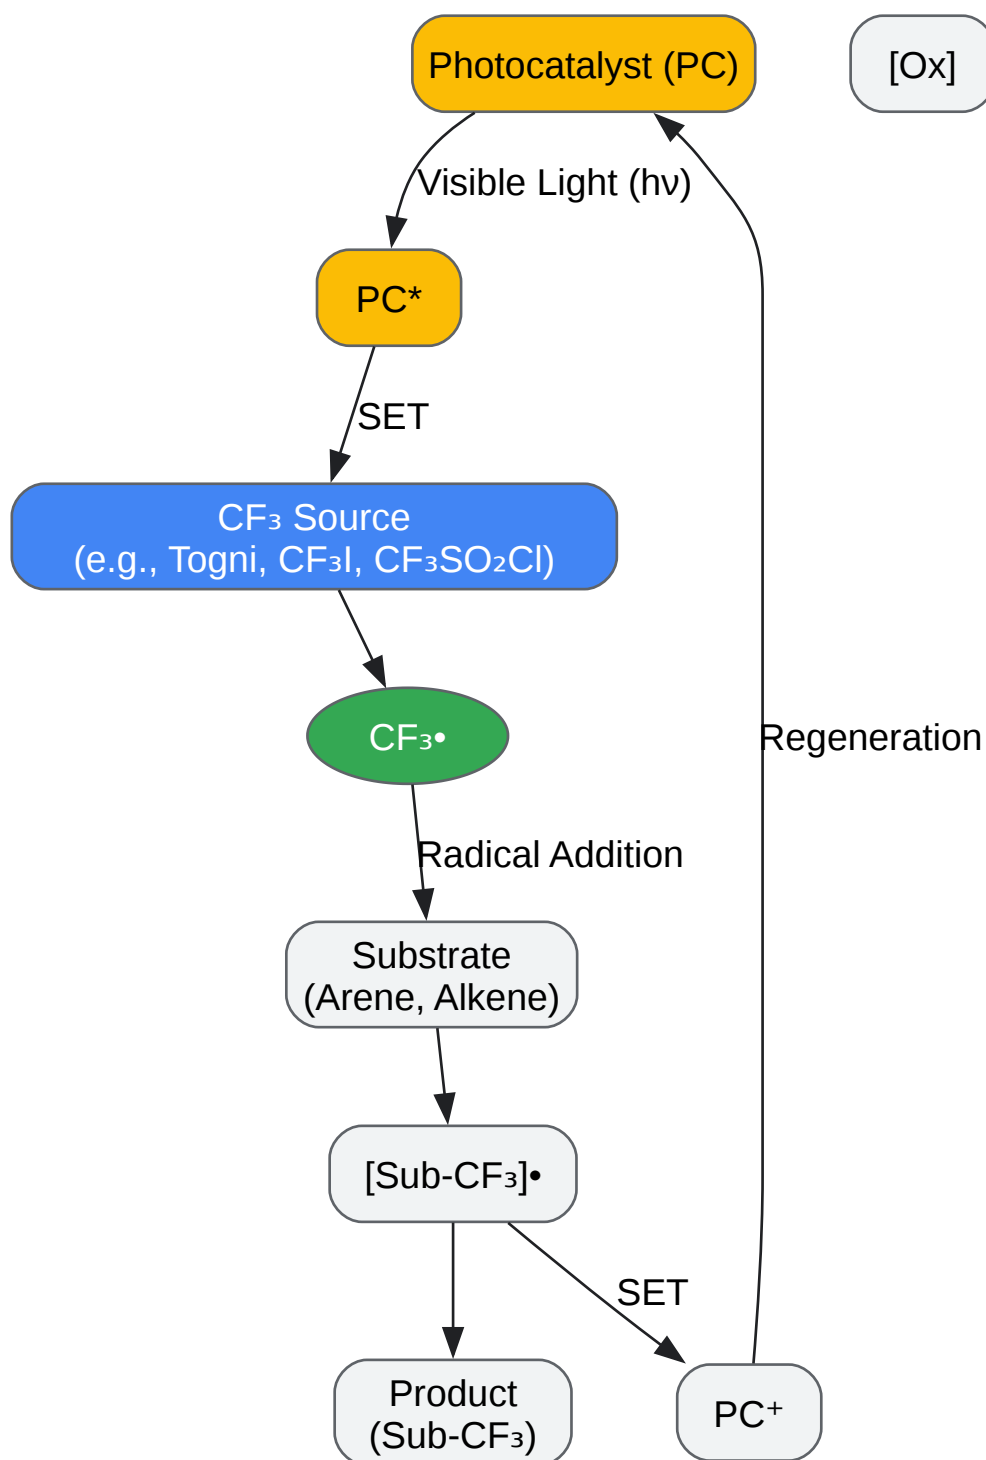 Photocatalyst (PC)
[Ox]
Visible Light (hν)
PC*
SET
CF₃ Source
(e.g., Togni, CF₃I, CF₃SO₂Cl)
CF₃•
Regeneration
Radical Addition
Substrate
(Arene, Alkene)
[Sub-CF₃]•
SET
Product
(Sub-CF₃)
PC⁺